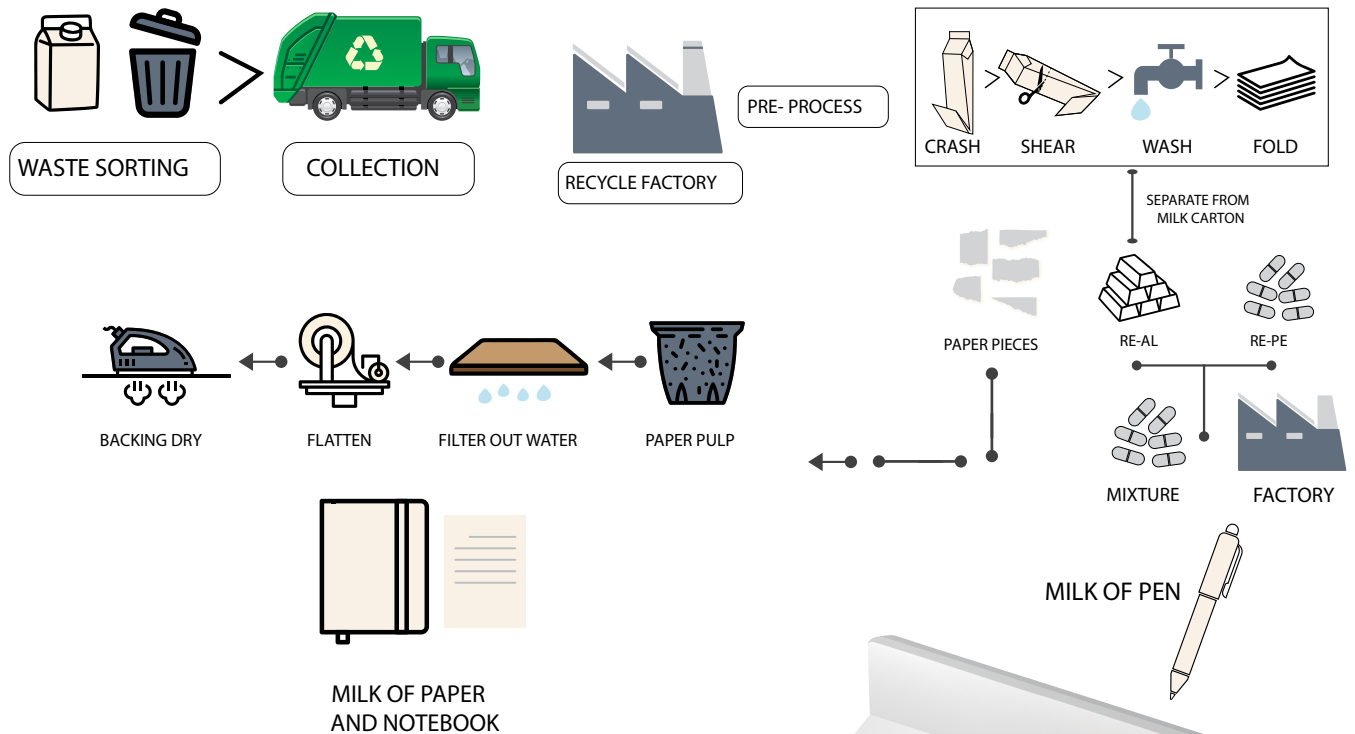 WASTE SORTING
COLLECTION
RECYCLE FACTORY
PRE- PROCESS
CRASH
SHEAR
WASH
FOLD
SEPARATE FROM
MILK CARTON
PAPER PIECES
RE-AL
RE-PE
MIXTURE
FACTORY
BACKING DRY
FLATTEN
FILTER OUT WATER
PAPER PULP
MILK OF PEN
MILK OF PAPER
AND NOTEBOOK